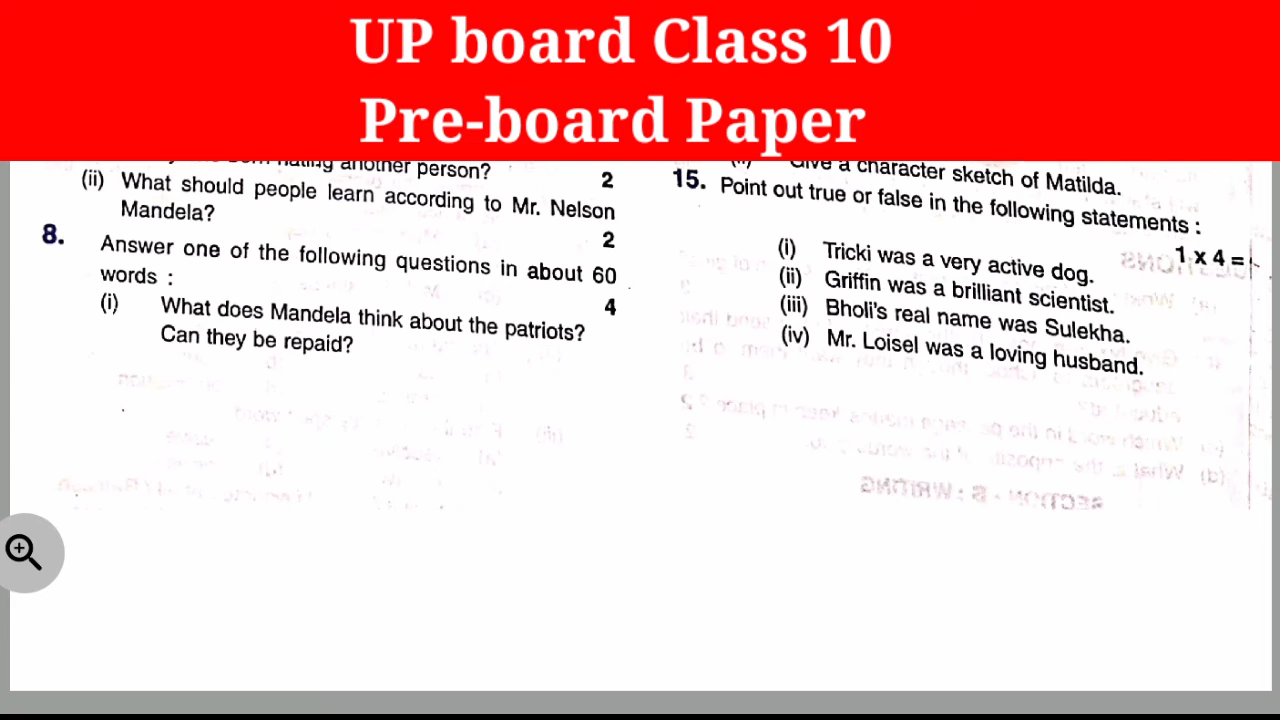 UP board Class 10
Pre-board Paper
another person?
2
(ii) What should people learn according to Mr. Nelson
Mandela?
2
8. Answer one of the following questions in about 60
words :
4
(i) What does Mandela think about the patriots?
Can they be repaid?
Give a character sketch of Matilda.
15. Point out true or false in the following statements :
1 x 4 =
(i) Tricki was a very active dog.
(ii) Griffin was a brilliant scientist.
(iii) Bholi's real name was Sulekha.
(iv) Mr. Loisel was a loving husband.